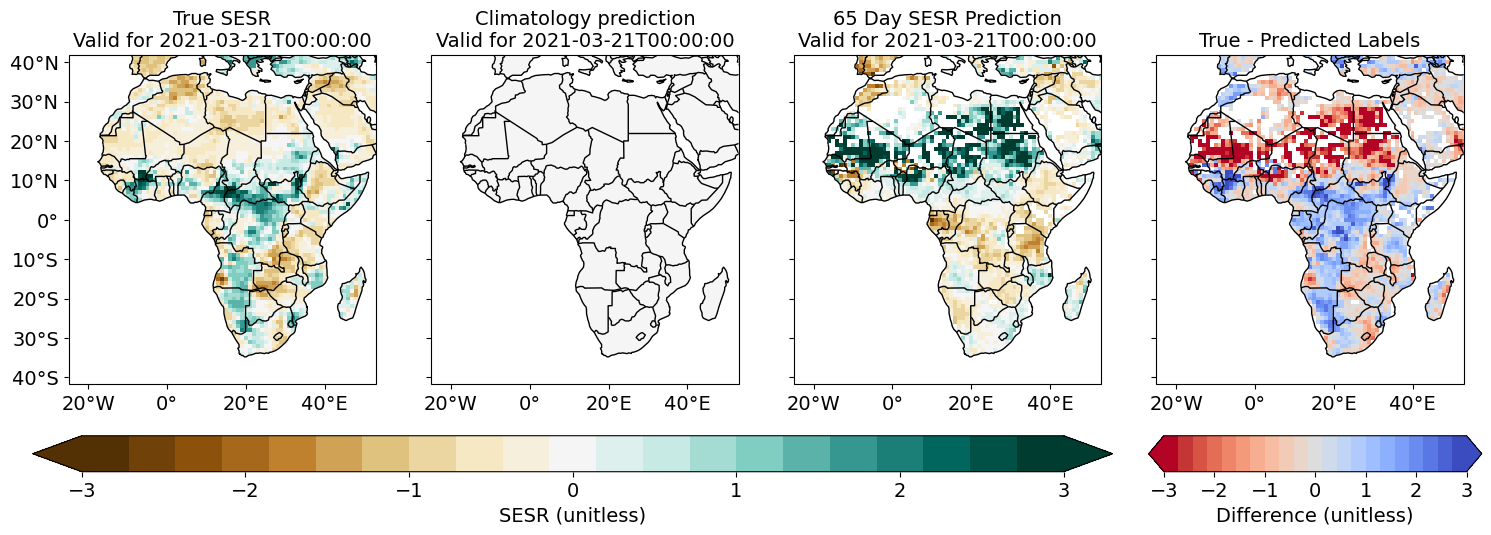 True SESR
Valid for 2021-03-21T00:00:00
Climatology prediction
Valid for 2021-03-21T00:00:00
65 Day SESR Prediction
Valid for 2021-03-21T00:00:00
True - Predicted Labels
40°N
30°N
20°N
10°N
0°
10°S
20°S
30°S
40°S
20°W 0° 20°E 40°E
20°W 0° 20°E 40°E
20°W 0° 20°E 40°E
20°W 0° 20°E 40°E
−3 −2 −1 0 1 2 3
SESR (unitless)
−3 −2 −1 0 1 2 3
Difference (unitless)